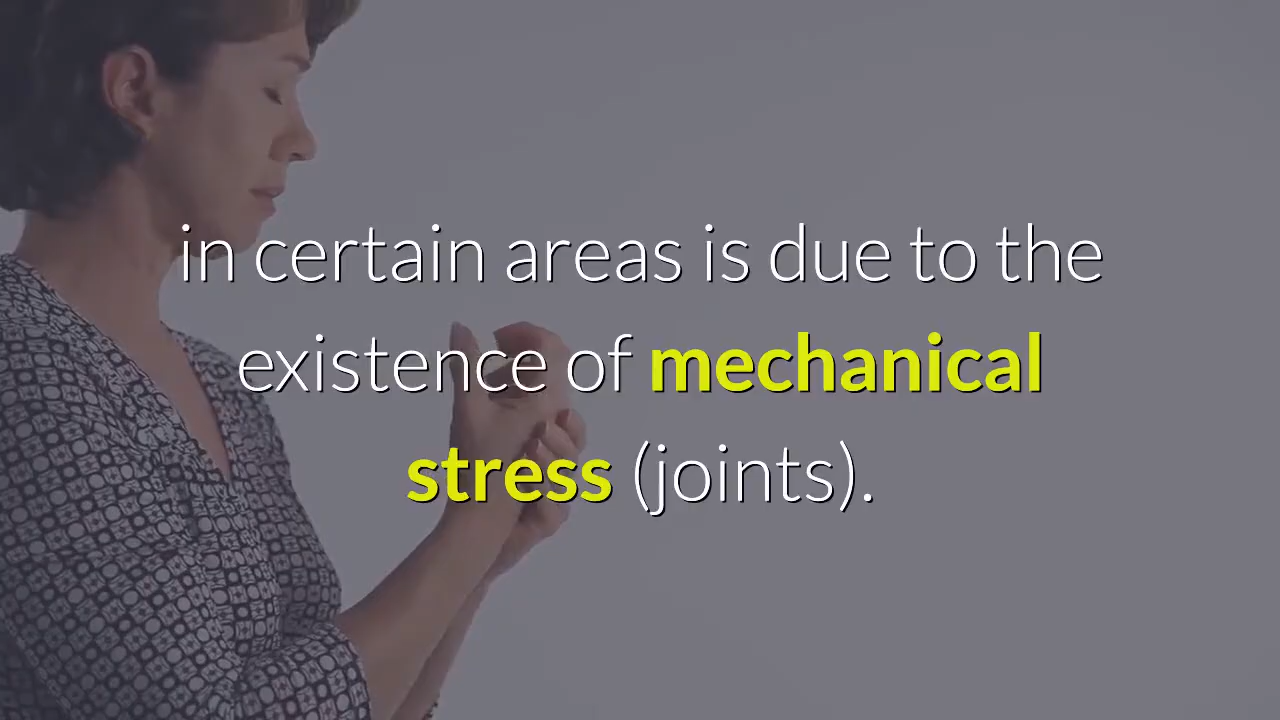 in certain areas is due to the
existence of mechanical
stress (joints).